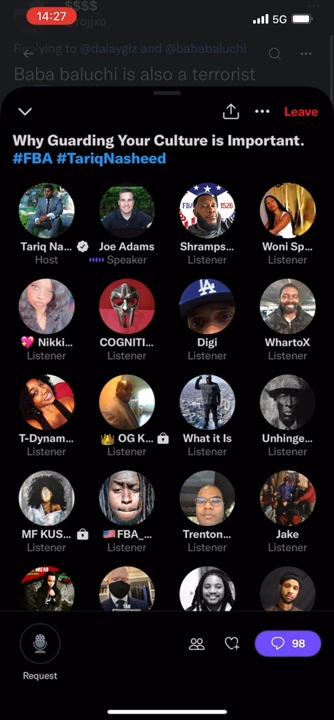 $$$$
14:27
5G
Replying to @dalaygiz and @bababaluchi
Baba baluchi is also a terrorist
Leave
Why Guarding Your Culture is Important.
#FBA #TariqNasheed
Tariq Na... Joe Adams Shramps... Woni Sp...
Host Speaker Listener Listener
💖 Nikki... COGNITI... Digi WhartoX
Listener Listener Listener Listener
T-Dynam... 👑 OG K... What it Is Unhinge...
Listener Listener Listener Listener
MF KUS... 🇺🇸FBA_... Trenton... Jake
Listener Listener Listener Listener
98
Request